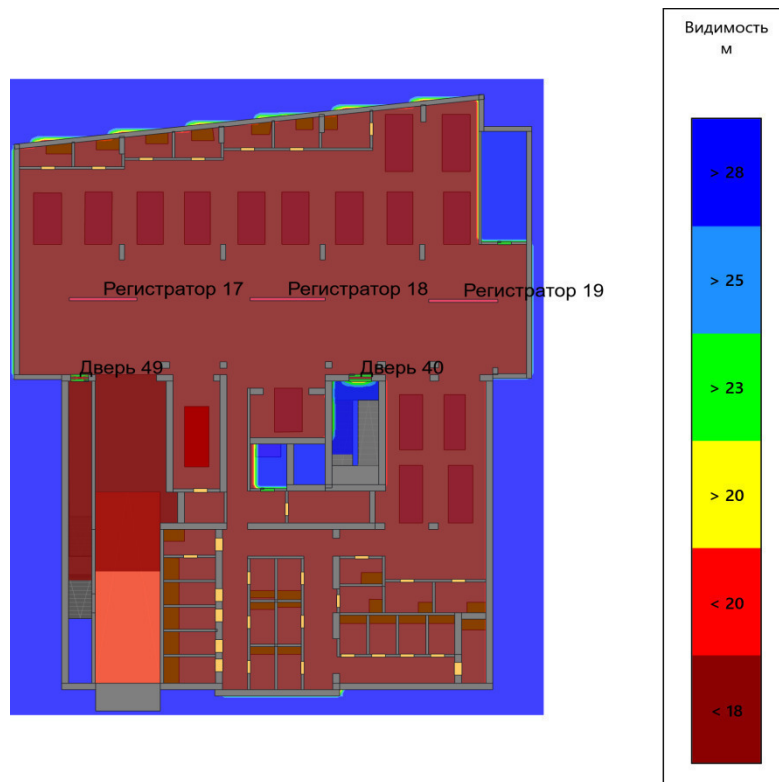 Видимость
м
> 28
> 25
> 23
> 20
< 20
< 18
Регистратор 17
Регистратор 18
Регистратор 19
Дверь 49
Дверь 40